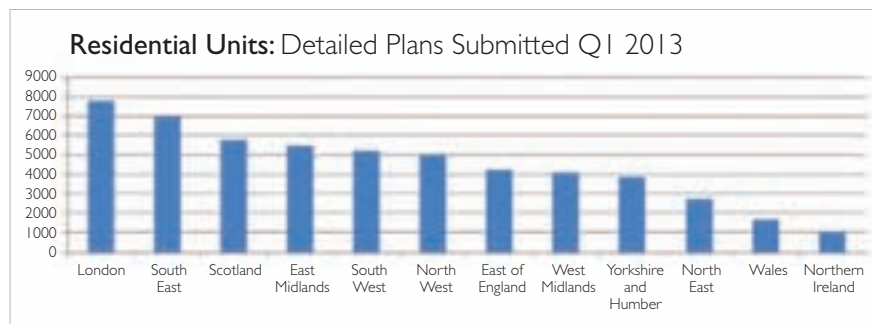 Residential Units: Detailed Plans Submitted Q1 2013
9000
8000
7000
6000
5000
4000
3000
2000
1000
0
London
South
East
Scotland
East
Midlands
South
West
North
West
East of
England
West
Midlands
Yorkshire
and
Humber
North
East
Wales
Northern
Ireland